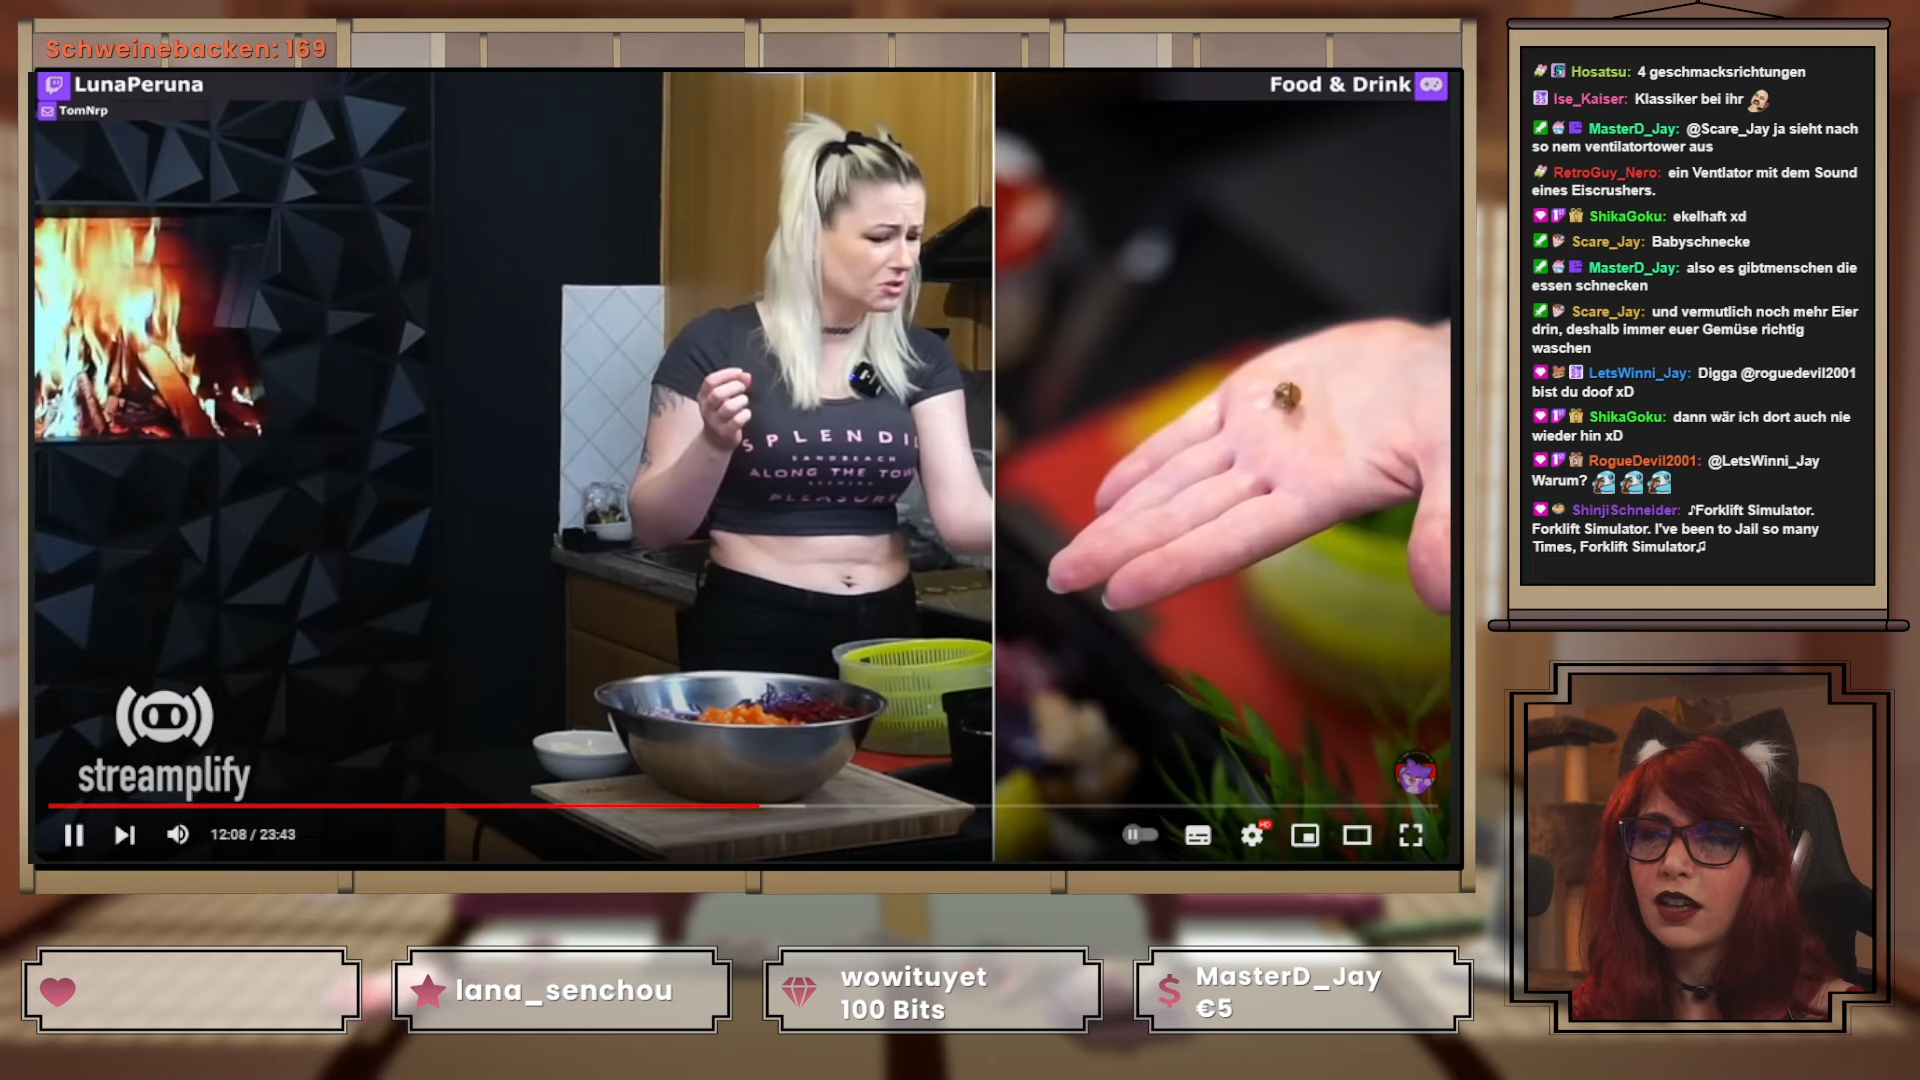 Schweinebacken: 169
LunaPeruna
TomNrp
Food & Drink
SPLENDI
SANDBEACH
ALONG THE TOW
PLEASURE
streamplify
12:08 / 23:43
HD
Hosatsu: 4 geschmacksrichtungen
Ise_Kaiser: Klassiker bei ihr
MasterD_Jay: @Scare_Jay ja sieht nach
so nem ventilatortower aus
RetroGuy_Nero: ein Ventlator mit dem Sound
eines Eiscrushers.
ShikaGoku: ekelhaft xd
Scare_Jay: Babyschnecke
MasterD_Jay: also es gibtmenschen die
essen schnecken
Scare_Jay: und vermutlich noch mehr Eier
drin, deshalb immer euer Gemüse richtig
waschen
LetsWinni_Jay: Digga @roguedevil2001
bist du doof xD
ShikaGoku: dann wär ich dort auch nie
wieder hin xD
RogueDevil2001: @LetsWinni_Jay
Warum?
ShinjiSchneider: ♪Forklift Simulator.
Forklift Simulator. I've been to Jail so many
Times, Forklift Simulator♫
lana_senchou
wowituyet
100 Bits
MasterD_Jay
€5